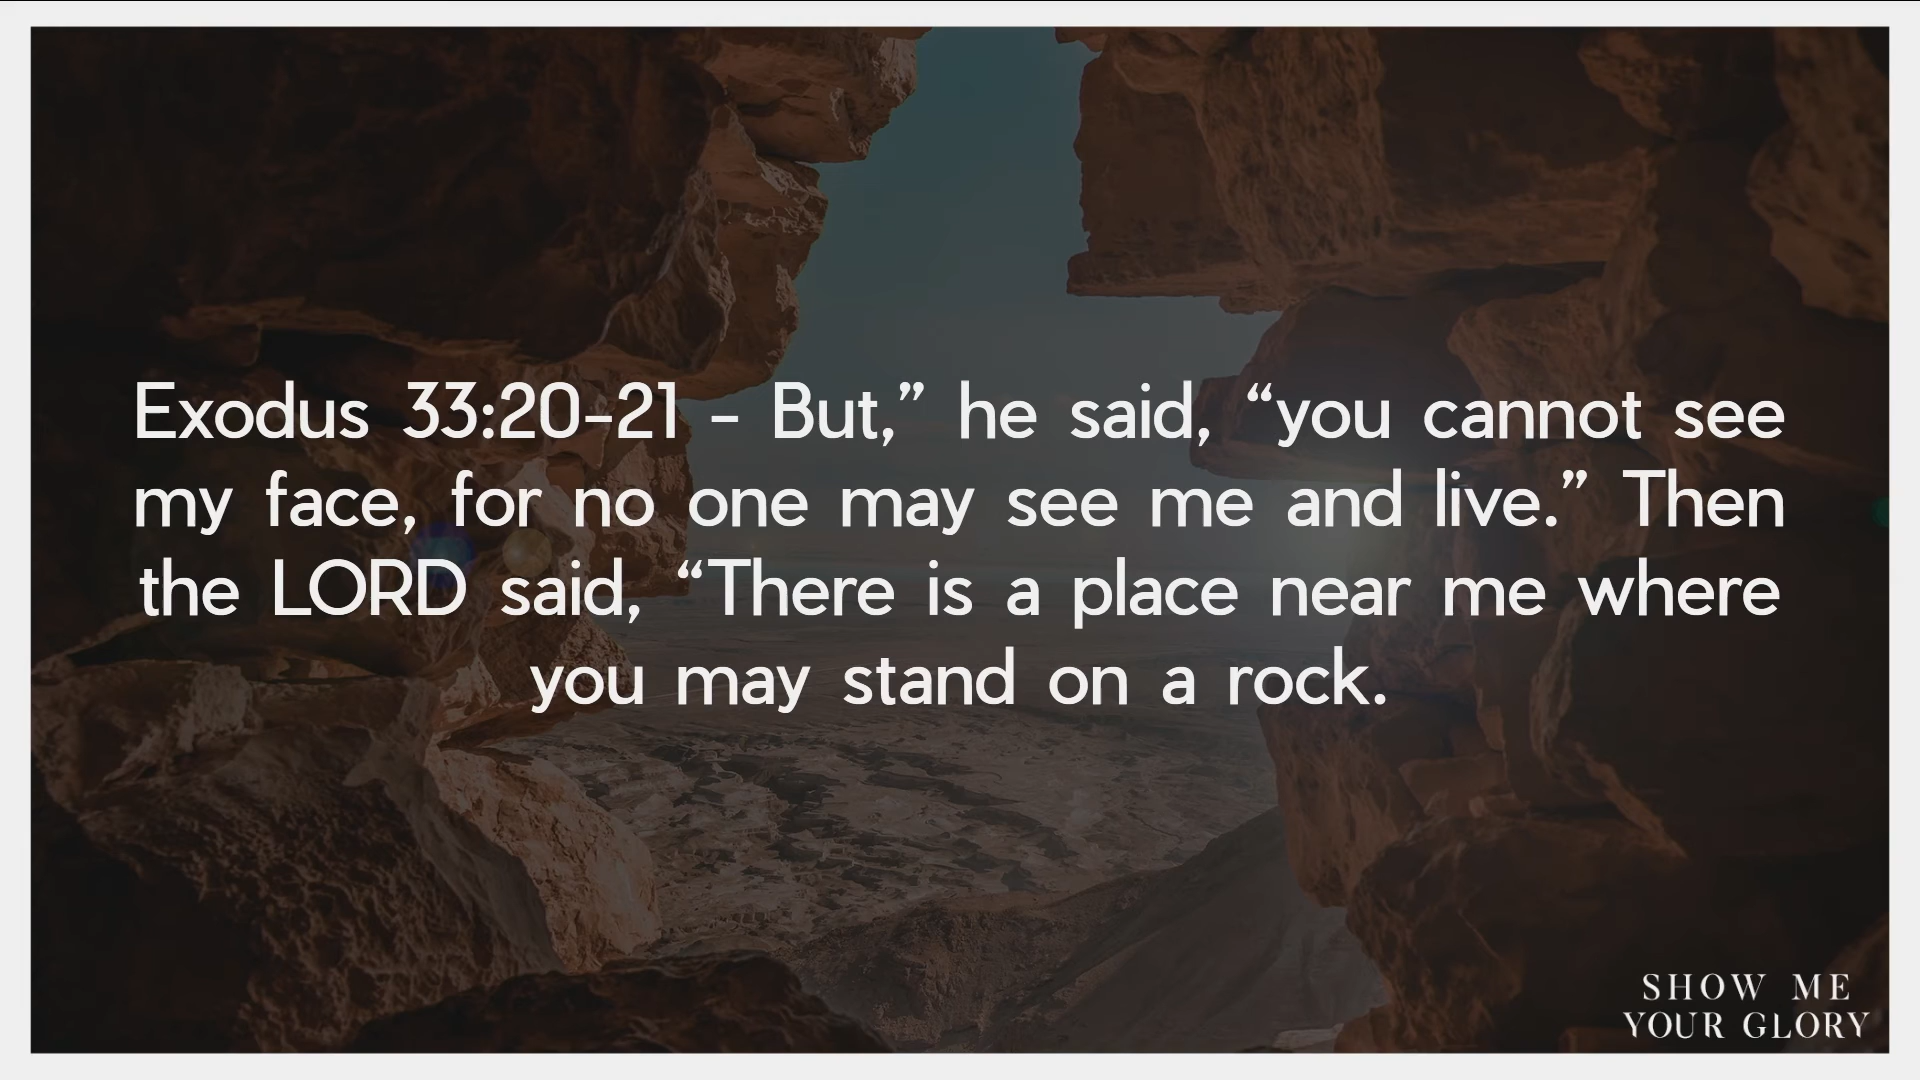 Exodus 33:20-21 - But,” he said, “you cannot see
my face, for no one may see me and live.” Then
the LORD said, “There is a place near me where
you may stand on a rock.
SHOW ME
YOUR GLORY